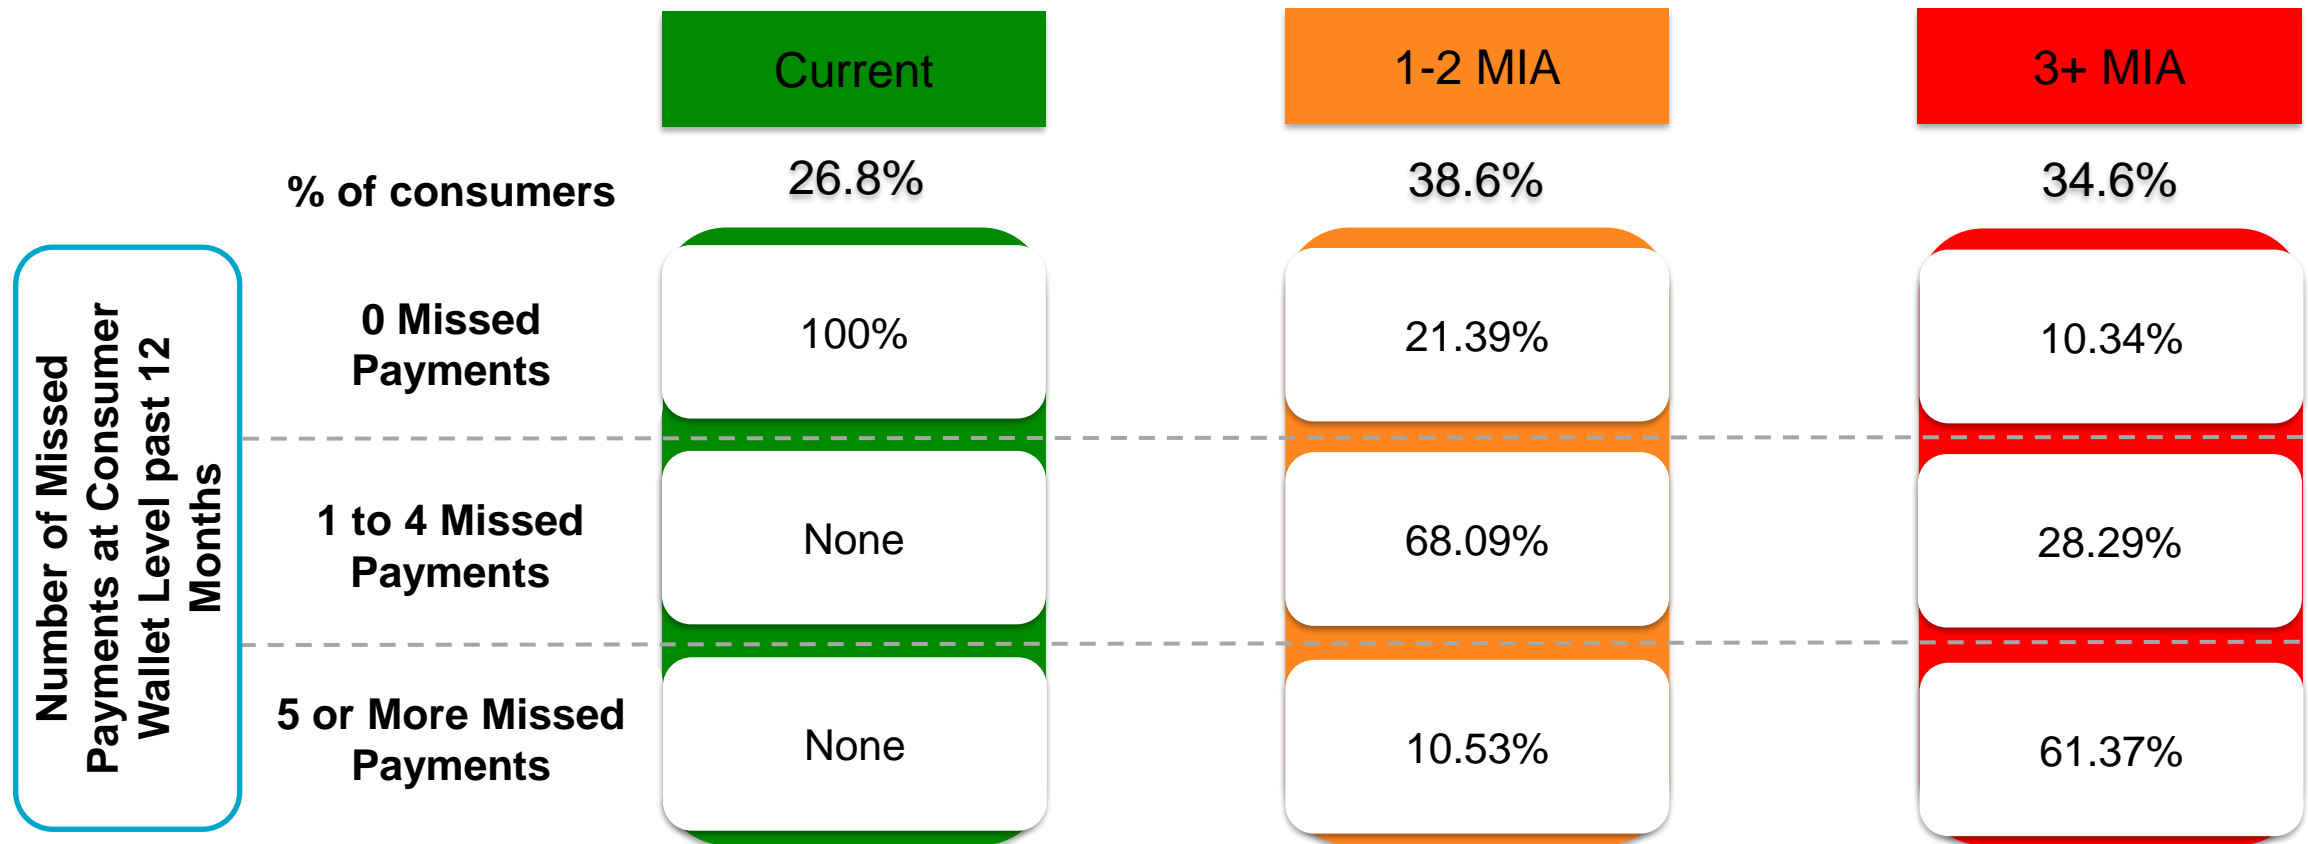 Current
1-2 MIA
3+ MIA
% of consumers
26.8%
38.6%
34.6%
Number of Missed
Payments at Consumer
Wallet Level past 12
Months
0 Missed
Payments
100%
21.39%
10.34%
1 to 4 Missed
Payments
None
68.09%
28.29%
5 or More Missed
Payments
None
10.53%
61.37%